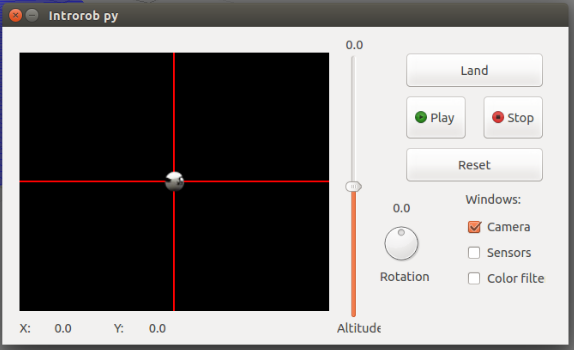 Introrob py
0.0
Land
Play
Stop
Reset
Windows:
0.0
Camera
Sensors
Rotation
Color filte
X: 0.0 Y: 0.0
Altitude